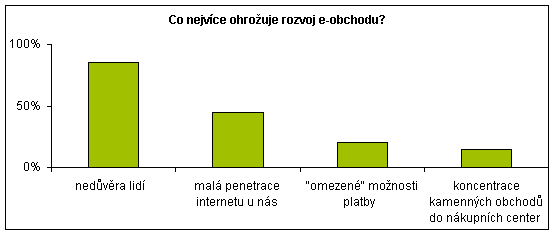 Co nejvíce ohrožuje rozvoj e-obchodu?
100%
50%
0%
nedůvěra lidí
malá penetrace
internetu u nás
"omezené" možnosti
platby
koncentrace
kamenných obchodů
do nákupních center